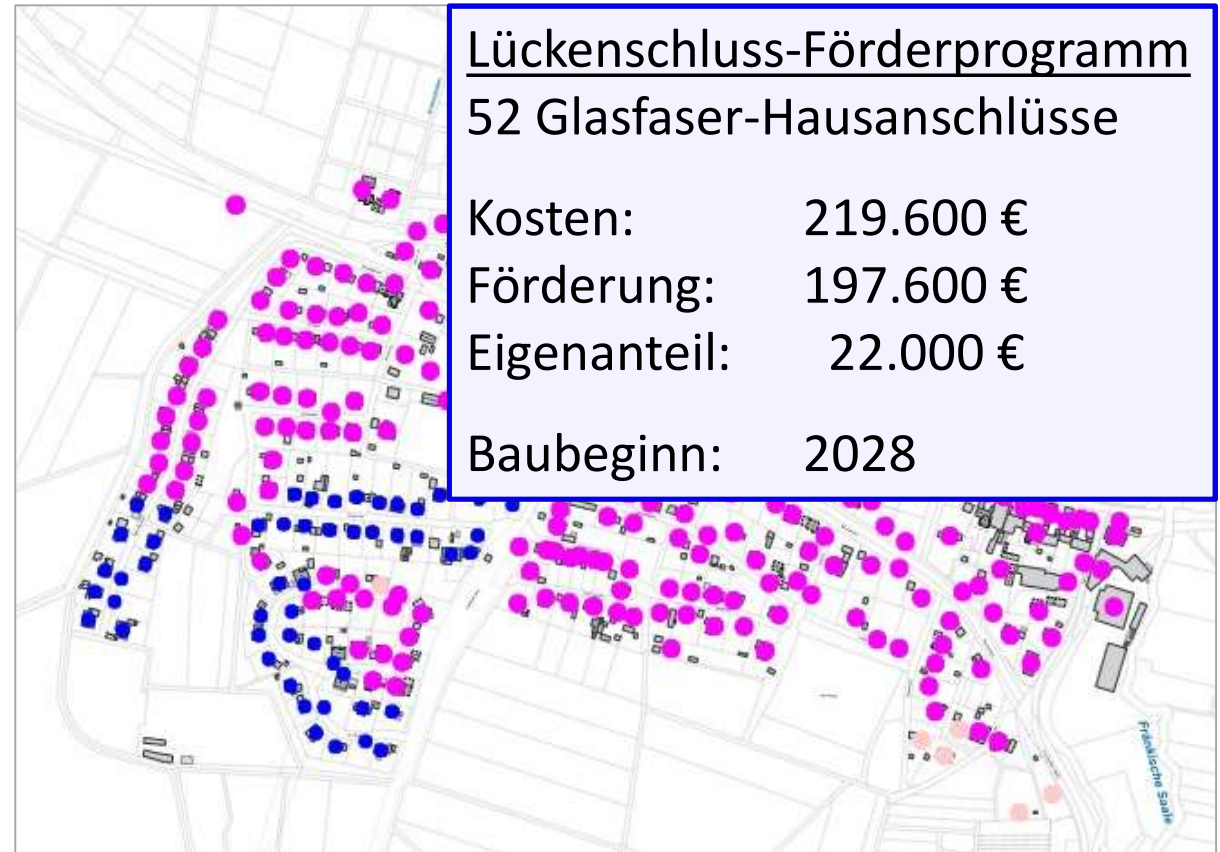 Lückenschluss-Förderprogramm
52 Glasfaser-Hausanschlüsse
Kosten: 219.600 €
Förderung: 197.600 €
Eigenanteil: 22.000 €
Baubeginn: 2028
Fränkische Saale